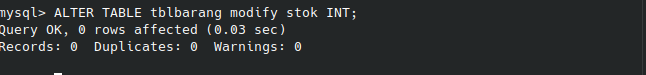 mysql> ALTER TABLE tblbarang modify stok INT;
Query OK, 0 rows affected (0.03 sec)
Records: 0  Duplicates: 0  Warnings: 0